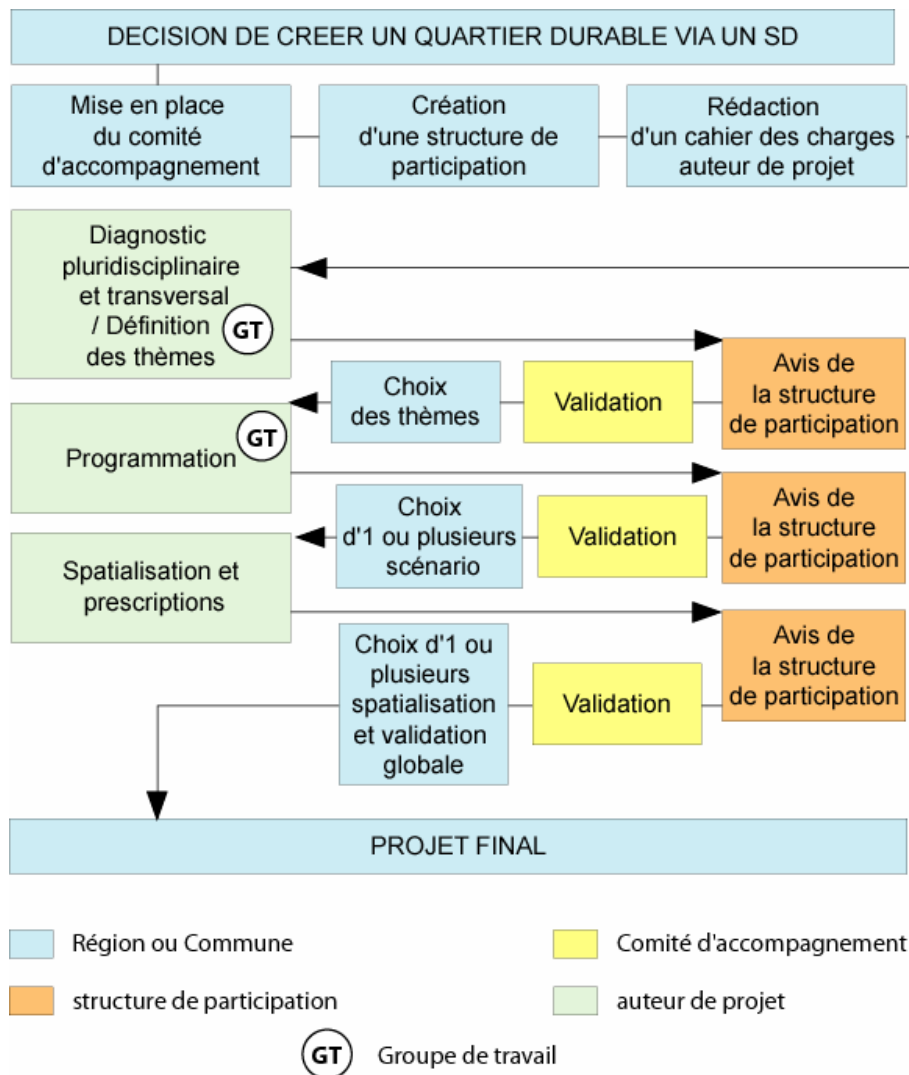 DECISION DE CREER UN QUARTIER DURABLE VIA UN SD
Mise en place
du comité
d'accompagnement
Création
d'une structure de
participation
Rédaction
d'un cahier des charges
auteur de projet
Diagnostic
pluridisciplinaire
et transversal
/ Définition
des thèmes
GT
Avis de
la structure
de participation
Validation
Choix
des thèmes
Programmation
GT
Avis de
la structure
de participation
Validation
Choix
d'1 ou plusieurs
scénario
Spatialisation et
prescriptions
Avis de
la structure
de participation
Validation
Choix d'1 ou
plusieurs
spatialisation
et validation
globale
PROJET FINAL
Région ou Commune
Comité d'accompagnement
structure de participation
auteur de projet
GT Groupe de travail